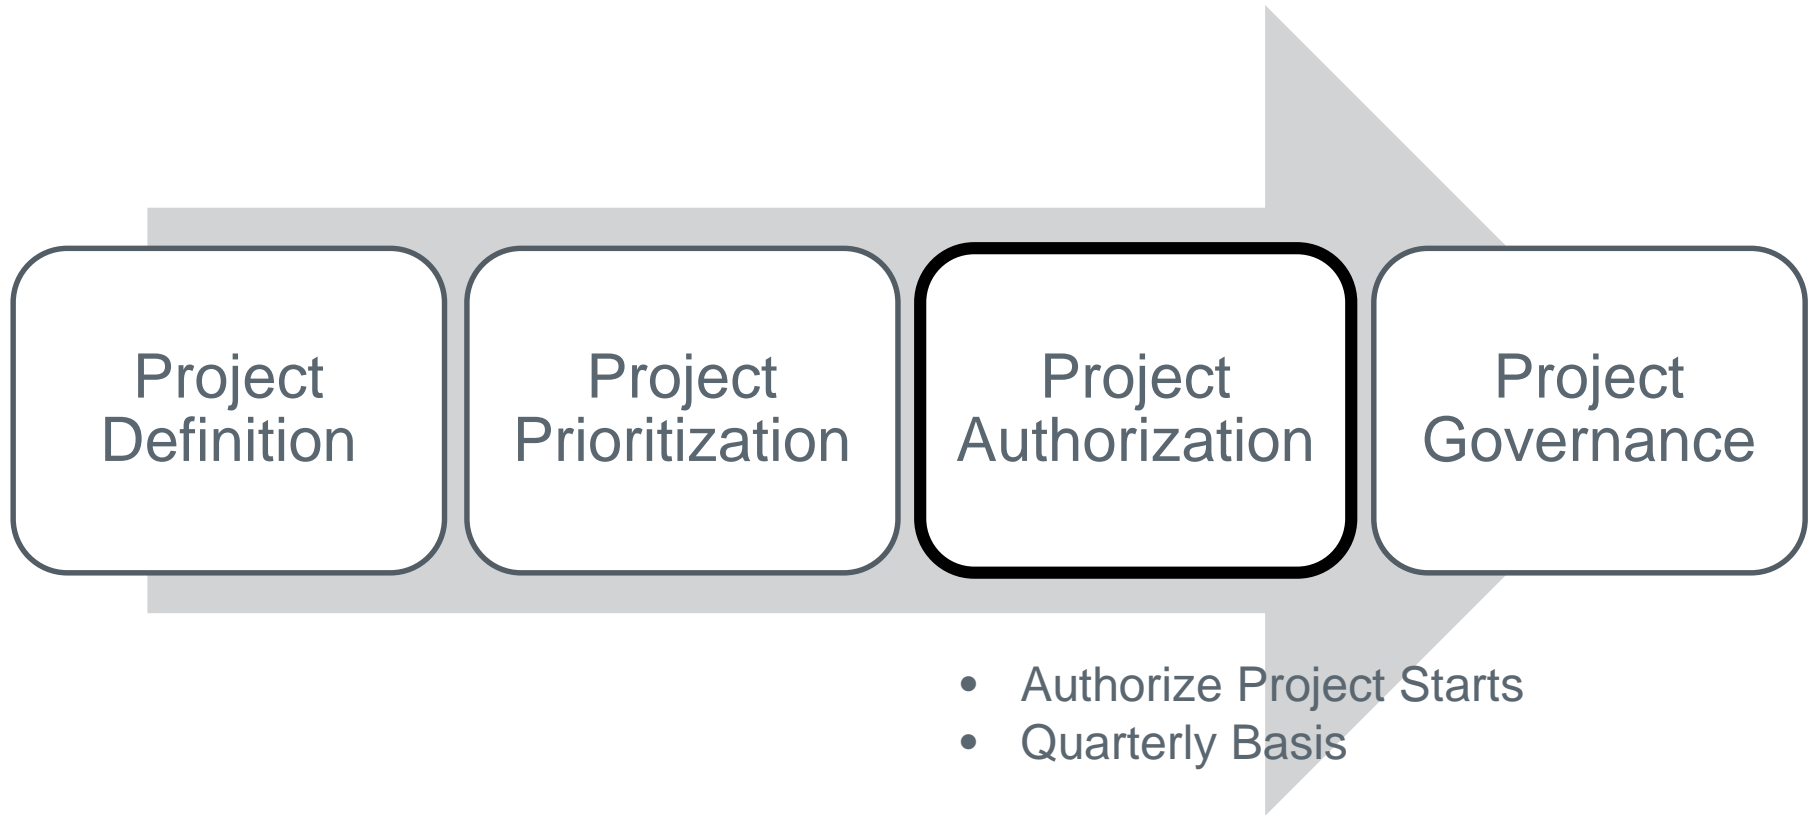 Project
Definition
Project
Prioritization
Project
Authorization
Project
Governance
• Authorize Project Starts
• Quarterly Basis